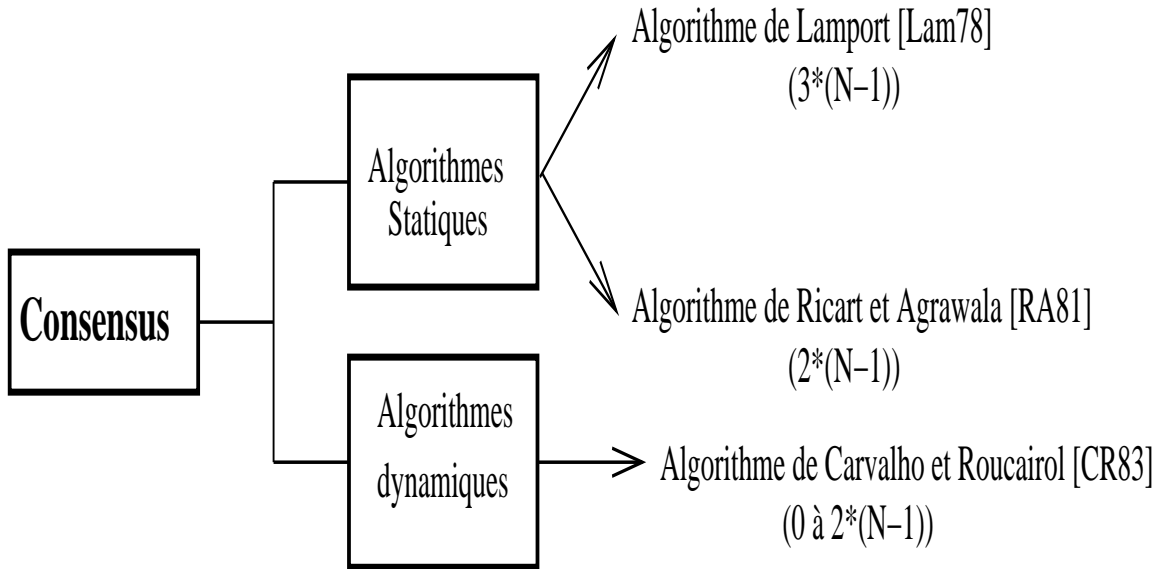 Consensus
Algorithmes
Statiques
Algorithme de Lamport [Lam78]
(3*(N−1))
Algorithme de Ricart et Agrawala [RA81]
(2*(N−1))
Algorithmes
dynamiques
Algorithme de Carvalho et Roucairol [CR83]
(0 à 2*(N−1))